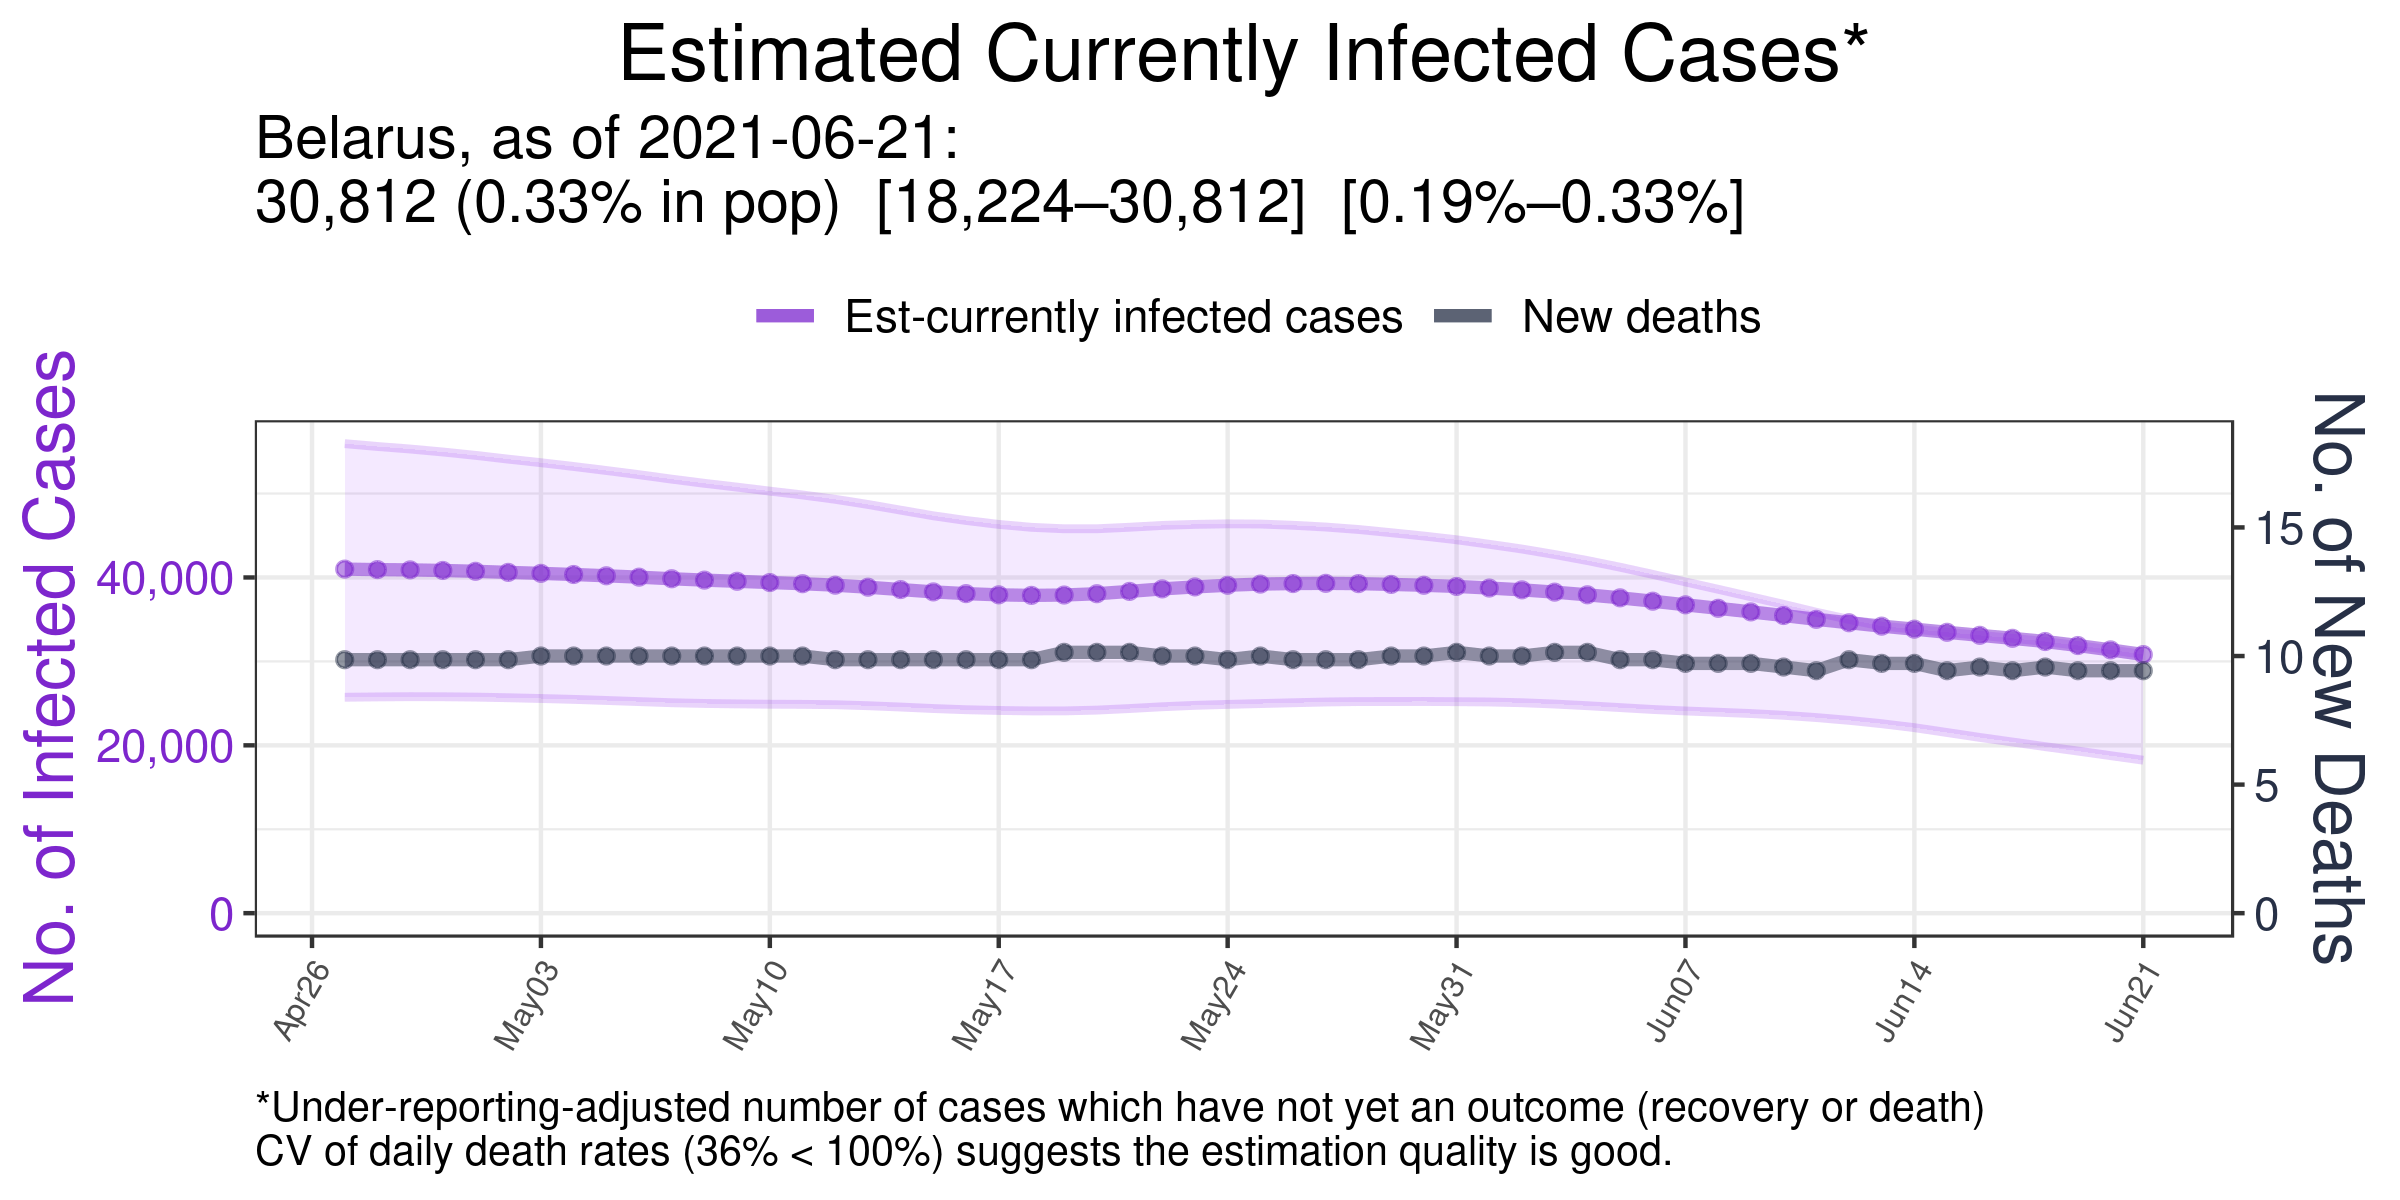 Estimated Currently Infected Cases*
Belarus, as of 2021-06-21:
30,812 (0.33% in pop)  [18,224–30,812]  [0.19%–0.33%]
Est-currently infected cases
New deaths
No. of Infected Cases
40,000
20,000
0
No. of New Deaths
15
10
5
0
Apr26
May03
May10
May17
May24
May31
Jun07
Jun14
Jun21
*Under-reporting-adjusted number of cases which have not yet an outcome (recovery or death)
CV of daily death rates (36% < 100%) suggests the estimation quality is good.